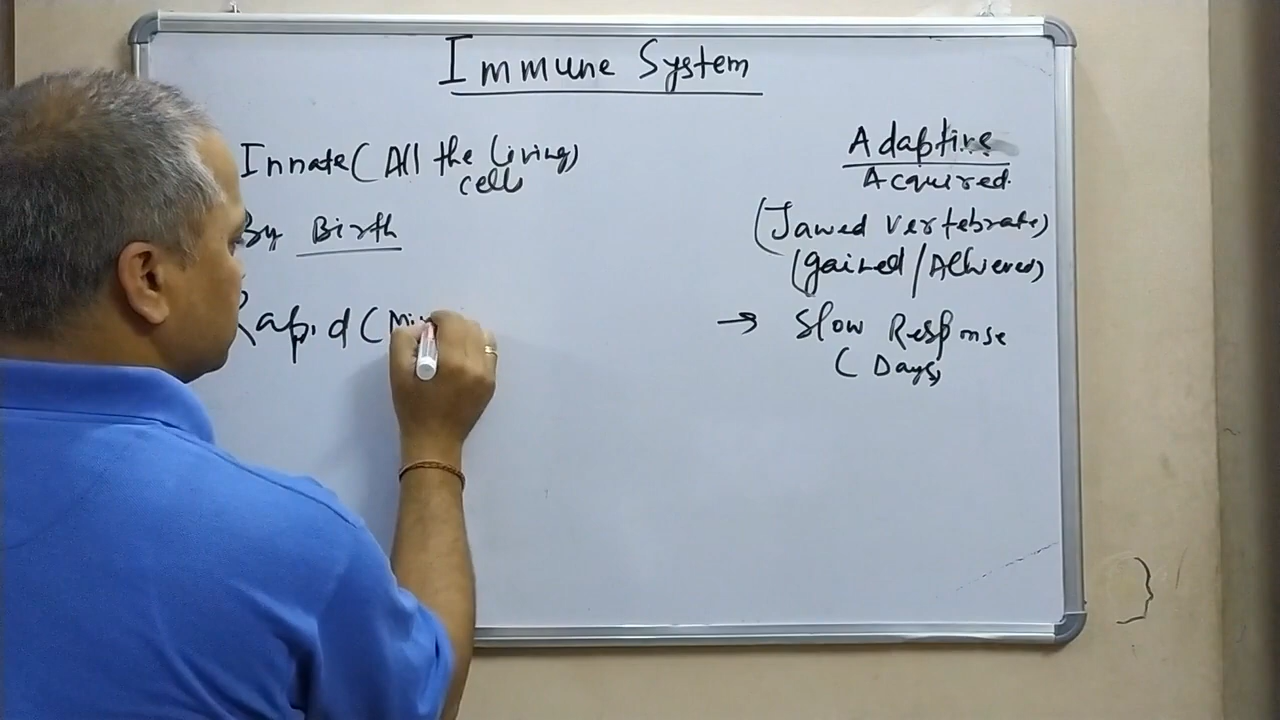 Immune System
Innate (All the living)
cell
By Birth
Rapid (Min
Adaptive
Acquired.
(Jawed vertebrate)
(gained / Achieved)
→ Slow Response
(Days)